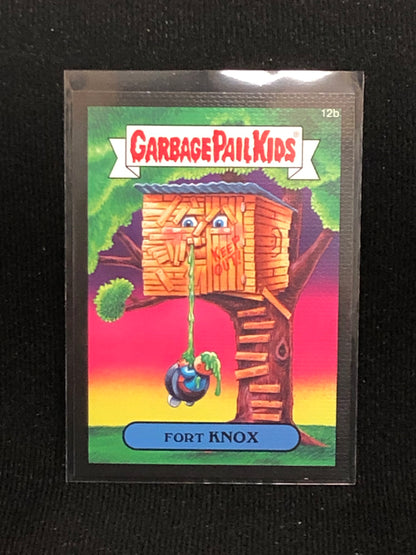 12b
GARBAGE PAIL KIDS®
KEEP
OUT!
FORT KNOX